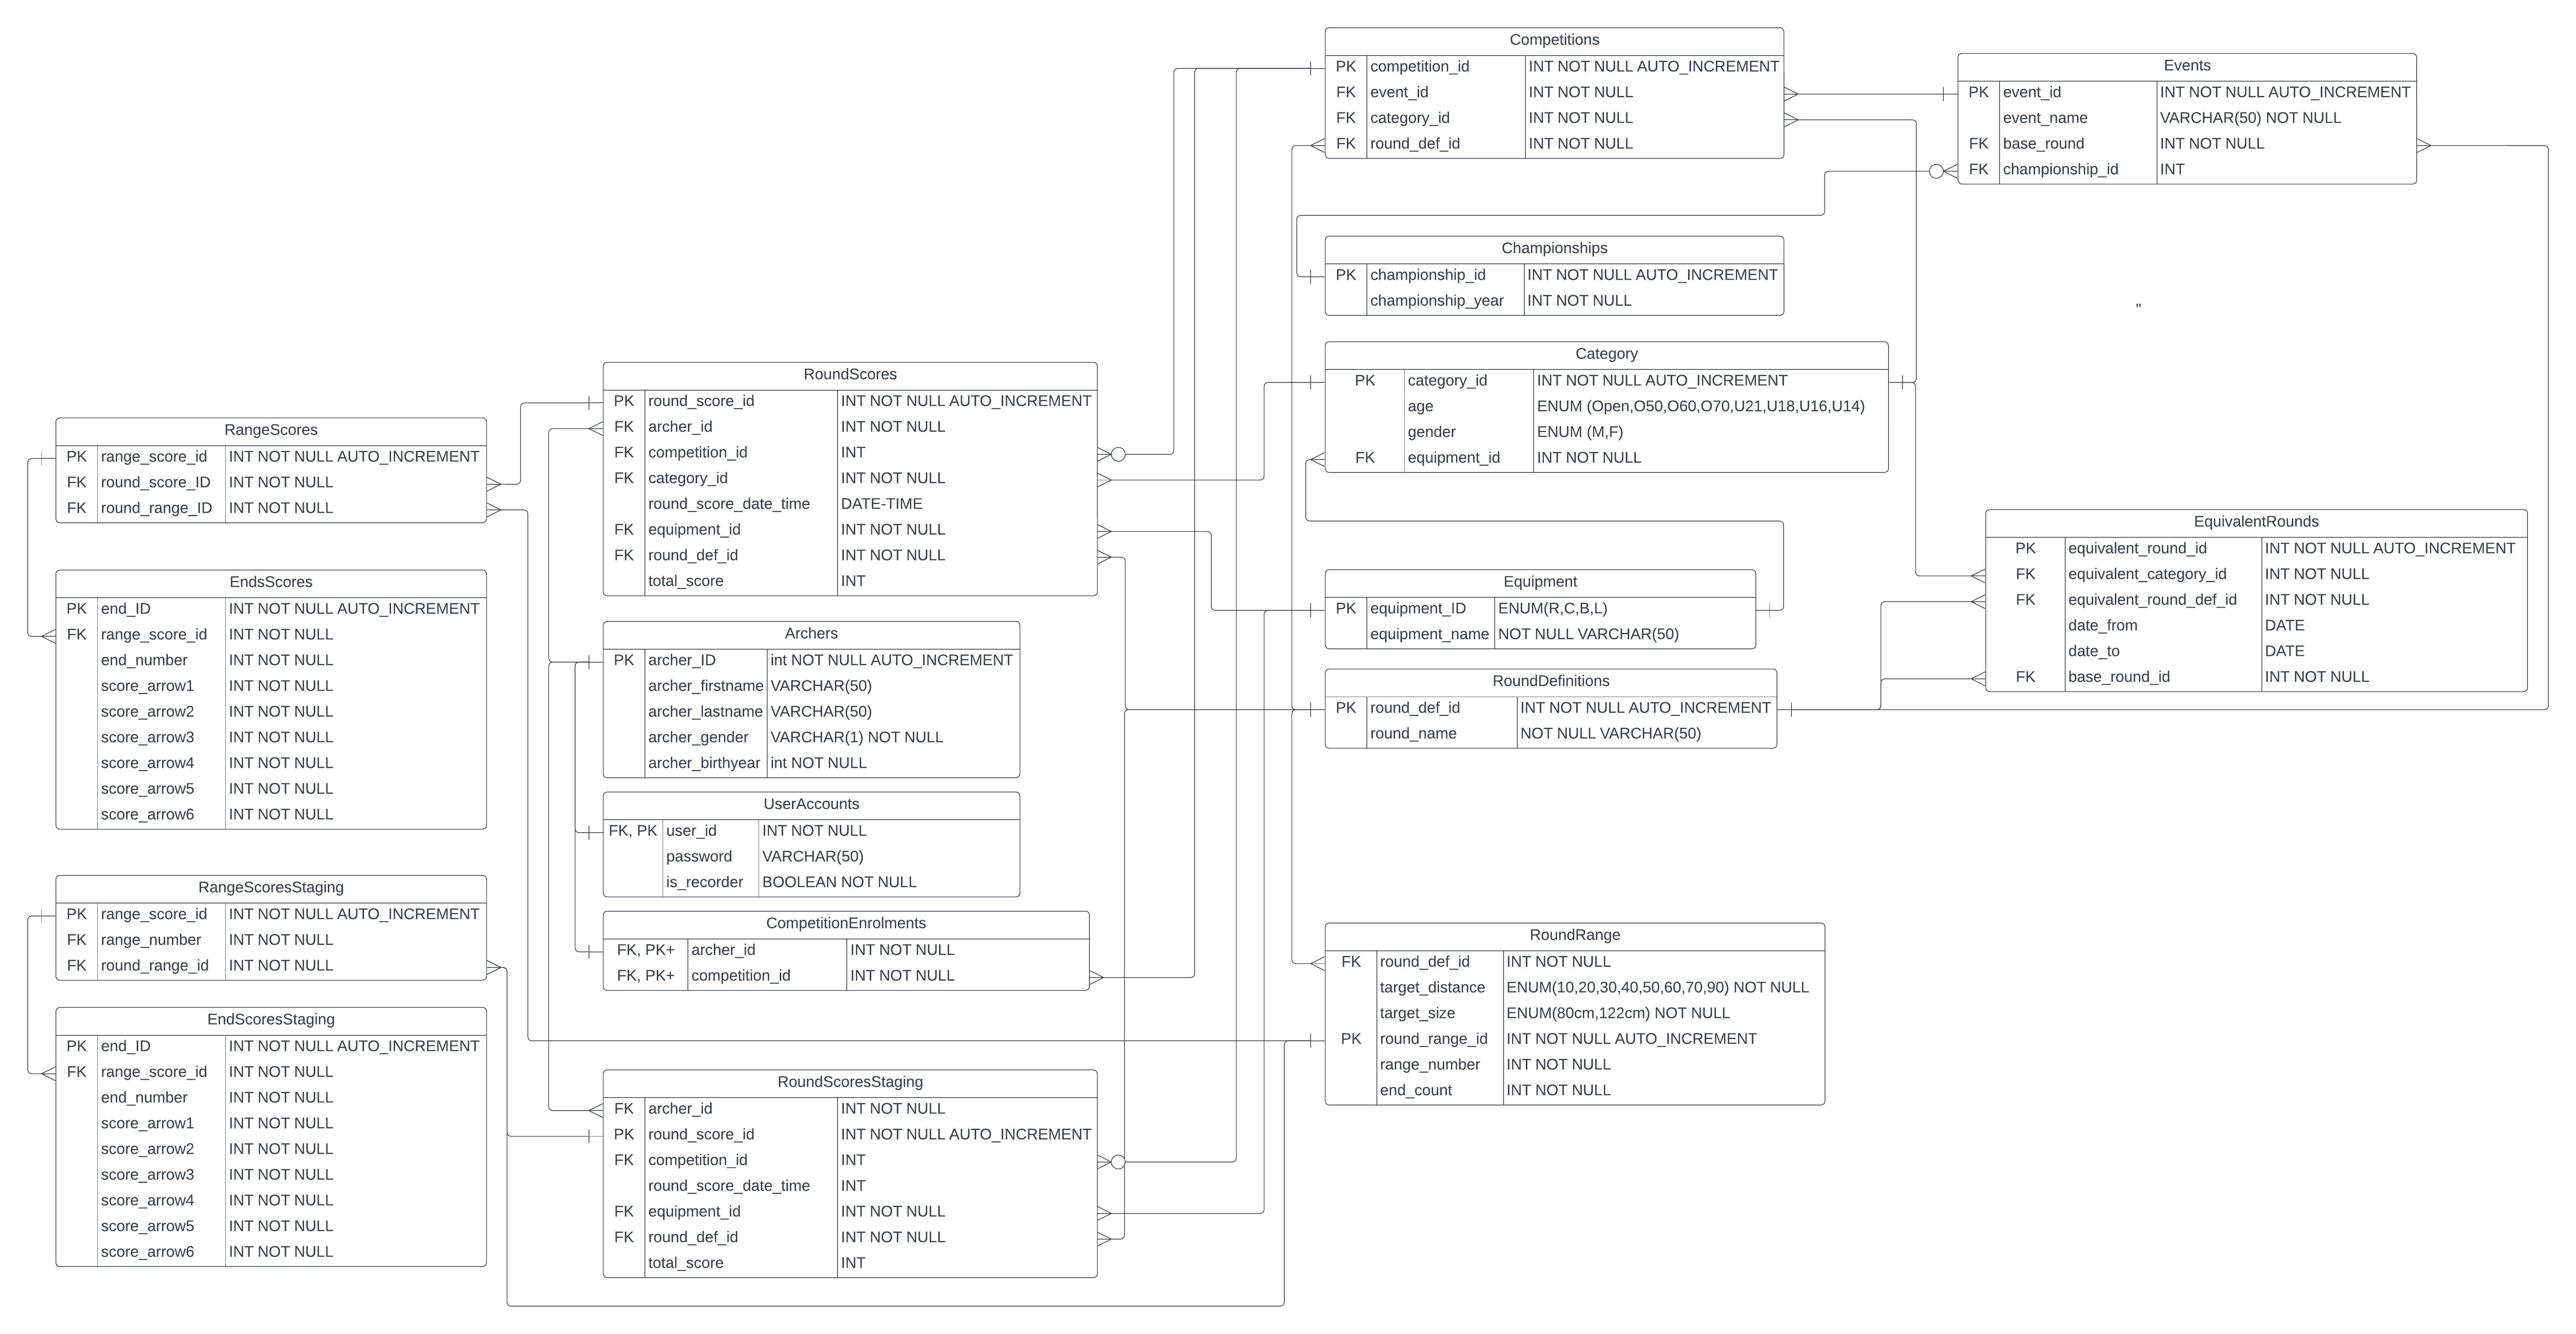 Competitions
PK competition_id INT NOT NULL AUTO_INCREMENT
FK event_id INT NOT NULL
FK category_id INT NOT NULL
FK round_def_id INT NOT NULL
Events
PK event_id INT NOT NULL AUTO_INCREMENT
event_name VARCHAR(50) NOT NULL
FK base_round INT NOT NULL
FK championship_id INT
Championships
PK championship_id INT NOT NULL AUTO_INCREMENT
championship_year INT NOT NULL
"
Category
PK category_id INT NOT NULL AUTO_INCREMENT
age ENUM (Open,O50,O60,O70,U21,U18,U16,U14)
gender ENUM (M,F)
FK equipment_id INT NOT NULL
RoundScores
PK round_score_id INT NOT NULL AUTO_INCREMENT
FK archer_id INT NOT NULL
FK competition_id INT
FK category_id INT NOT NULL
round_score_date_time DATE-TIME
FK equipment_id INT NOT NULL
FK round_def_id INT NOT NULL
total_score INT
RangeScores
PK range_score_id INT NOT NULL AUTO_INCREMENT
FK round_score_ID INT NOT NULL
FK round_range_ID INT NOT NULL
EquivalentRounds
PK equivalent_round_id INT NOT NULL AUTO_INCREMENT
FK equivalent_category_id INT NOT NULL
FK equivalent_round_def_id INT NOT NULL
date_from DATE
date_to DATE
FK base_round_id INT NOT NULL
EndsScores
PK end_ID INT NOT NULL AUTO_INCREMENT
FK range_score_id INT NOT NULL
end_number INT NOT NULL
score_arrow1 INT NOT NULL
score_arrow2 INT NOT NULL
score_arrow3 INT NOT NULL
score_arrow4 INT NOT NULL
score_arrow5 INT NOT NULL
score_arrow6 INT NOT NULL
Equipment
PK equipment_ID ENUM(R,C,B,L)
equipment_name NOT NULL VARCHAR(50)
Archers
PK archer_ID int NOT NULL AUTO_INCREMENT
archer_firstname VARCHAR(50)
archer_lastname VARCHAR(50)
archer_gender VARCHAR(1) NOT NULL
archer_birthyear int NOT NULL
RoundDefinitions
PK round_def_id INT NOT NULL AUTO_INCREMENT
round_name NOT NULL VARCHAR(50)
UserAccounts
FK, PK user_id INT NOT NULL
password VARCHAR(50)
is_recorder BOOLEAN NOT NULL
RangeScoresStaging
PK range_score_id INT NOT NULL AUTO_INCREMENT
FK range_number INT NOT NULL
FK round_range_id INT NOT NULL
CompetitionEnrolments
FK, PK+ archer_id INT NOT NULL
FK, PK+ competition_id INT NOT NULL
RoundRange
FK round_def_id INT NOT NULL
target_distance ENUM(10,20,30,40,50,60,70,90) NOT NULL
target_size ENUM(80cm,122cm) NOT NULL
PK round_range_id INT NOT NULL AUTO_INCREMENT
range_number INT NOT NULL
end_count INT NOT NULL
EndScoresStaging
PK end_ID INT NOT NULL AUTO_INCREMENT
FK range_score_id INT NOT NULL
end_number INT NOT NULL
score_arrow1 INT NOT NULL
score_arrow2 INT NOT NULL
score_arrow3 INT NOT NULL
score_arrow4 INT NOT NULL
score_arrow5 INT NOT NULL
score_arrow6 INT NOT NULL
RoundScoresStaging
FK archer_id INT NOT NULL
PK round_score_id INT NOT NULL AUTO_INCREMENT
FK competition_id INT
round_score_date_time INT
FK equipment_id INT NOT NULL
FK round_def_id INT NOT NULL
total_score INT